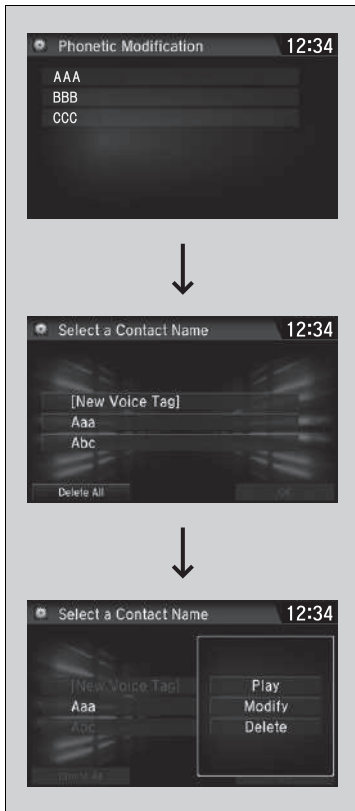 Phonetic Modification 12:34
AAA
BBB
CCC
Select a Contact Name 12:34
[New Voice Tag]
Aaa
Abc
Delete All OK
Select a Contact Name 12:34
[New Voice Tag] Play
Aaa Modify
Abc Delete
Delete All